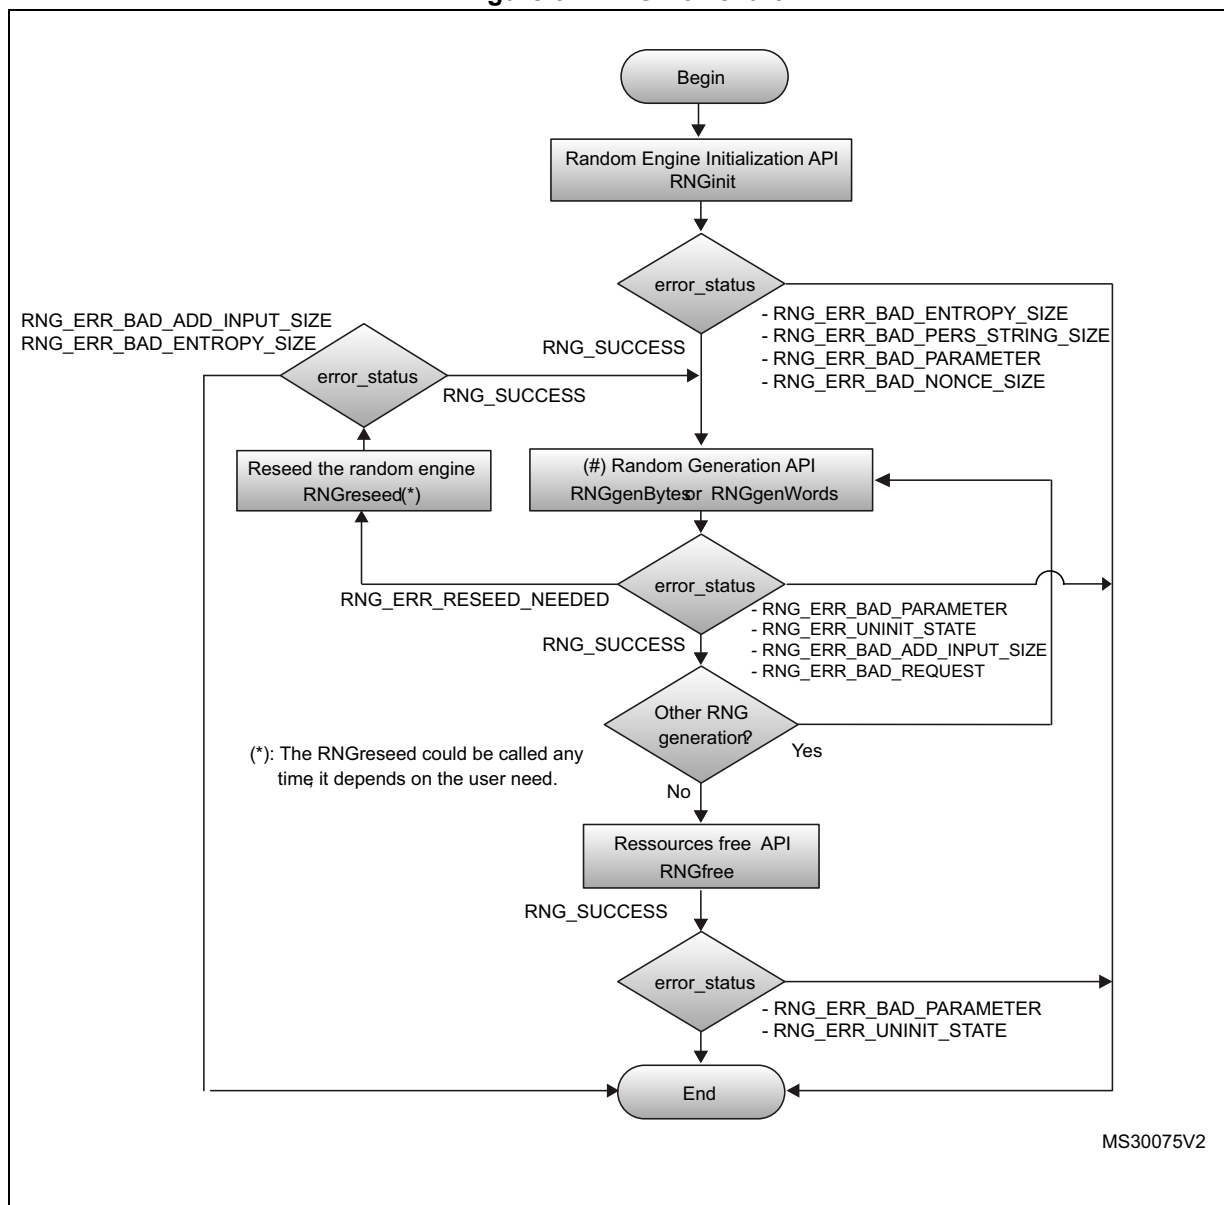 Begin
Random Engine Initialization API
RNGinit
error_status
- RNG_ERR_BAD_ENTROPY_SIZE
- RNG_ERR_BAD_PERS_STRING_SIZE
- RNG_ERR_BAD_PARAMETER
- RNG_ERR_BAD_NONCE_SIZE
RNG_SUCCESS
RNG_ERR_BAD_ADD_INPUT_SIZE
RNG_ERR_BAD_ENTROPY_SIZE
error_status
RNG_SUCCESS
Reseed the random engine
RNGreseed(*)
(#) Random Generation API
RNGgenBytes or RNGgenWords
error_status
RNG_ERR_RESEED_NEEDED
- RNG_ERR_BAD_PARAMETER
- RNG_ERR_UNINIT_STATE
- RNG_ERR_BAD_ADD_INPUT_SIZE
- RNG_ERR_BAD_REQUEST
RNG_SUCCESS
Other RNG
generation?
Yes
No
(*): The RNGreseed could be called any
time, it depends on the user need.
Ressources free API
RNGfree
RNG_SUCCESS
error_status
- RNG_ERR_BAD_PARAMETER
- RNG_ERR_UNINIT_STATE
End
MS30075V2